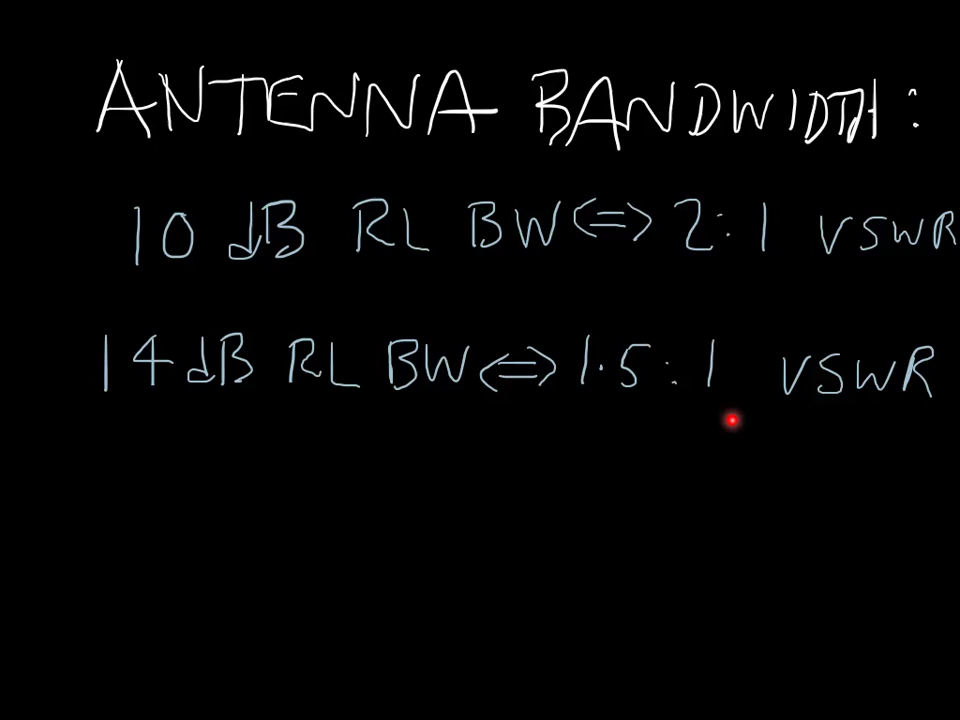 ANTENNA BANDWIDTH:
10 dB RL BW <=> 2:1 VSWR
14 dB RL BW <=> 1.5:1 VSWR